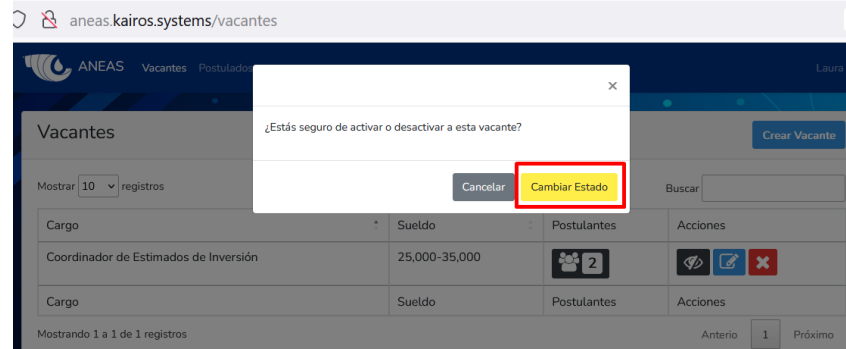 aneas.kairos.systems/vacantes
ANEAS Vacantes Postulados Laura
×
¿Estás seguro de activar o desactivar a esta vacante?
Cancelar Cambiar Estado
Vacantes Crear Vacante
Mostrar 10 registros Buscar
Cargo Sueldo Postulantes Acciones
Coordinador de Estimados de Inversión 25,000-35,000 2
Cargo Sueldo Postulantes Acciones
Mostrando 1 a 1 de 1 registros Anterio 1 Próximo